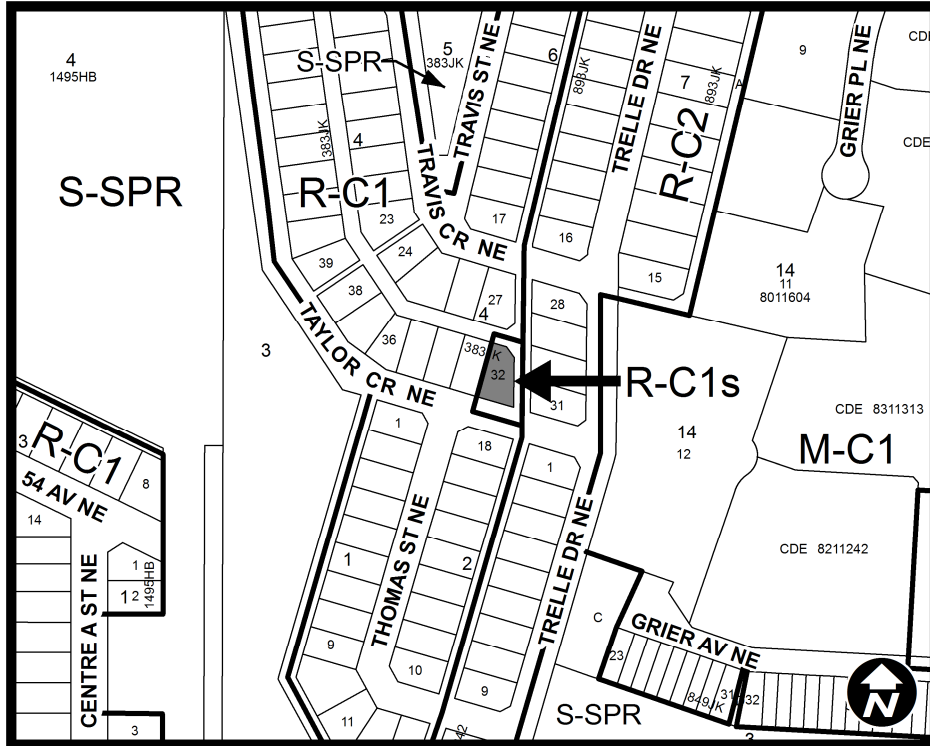 4
1495HB
S-SPR
5
383JK
TRAVIS ST NE
6
893JK
TRELLE DR NE
7
893JK
A
9
GRIER PL NE
CDE
CDE
S-SPR
383JK
4
R-C1
23
24
TRAVIS CR NE
17
16
R-C2
15
14
11
8011604
39
38
27
4
28
3
TAYLOR CR NE
36
383JK
32
31
R-C1s
CDE 8311313
14
12
M-C1
3
R-C1
8
54 AV NE
14
1
18
1
CENTRE A ST NE
1
1
2
1495HB
1
THOMAS ST NE
2
TRELLE DR NE
CDE 8211242
C
GRIER AV NE
23
31
32
849JK
9
10
9
11
42
S-SPR
3
3
N